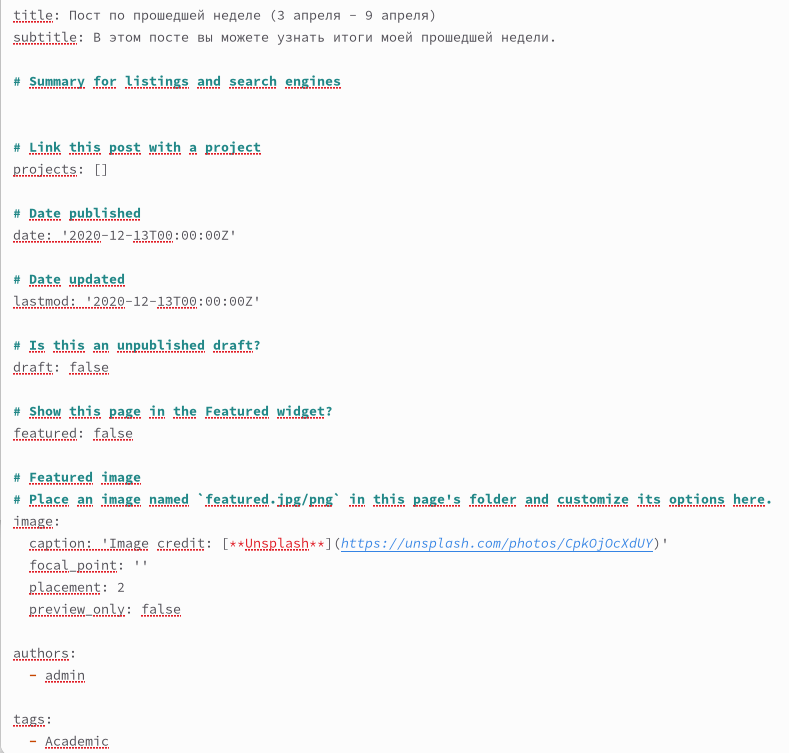 title: Пост по прошедшей неделе (3 апреля - 9 апреля)
subtitle: В этом посте вы можете узнать итоги моей прошедшей недели.
# Summary for listings and search engines
# Link this post with a project
projects: []
# Date published
date: '2020-12-13T00:00:00Z'
# Date updated
lastmod: '2020-12-13T00:00:00Z'
# Is this an unpublished draft?
draft: false
# Show this page in the Featured widget?
featured: false
# Featured image
# Place an image named `featured.jpg/png` in this page's folder and customize its options here.
image:
caption: 'Image credit: [**Unsplash**](https://unsplash.com/photos/CpkOjOcXdUY)'
focal_point: ''
placement: 2
preview_only: false
authors:
- admin
tags:
- Academic